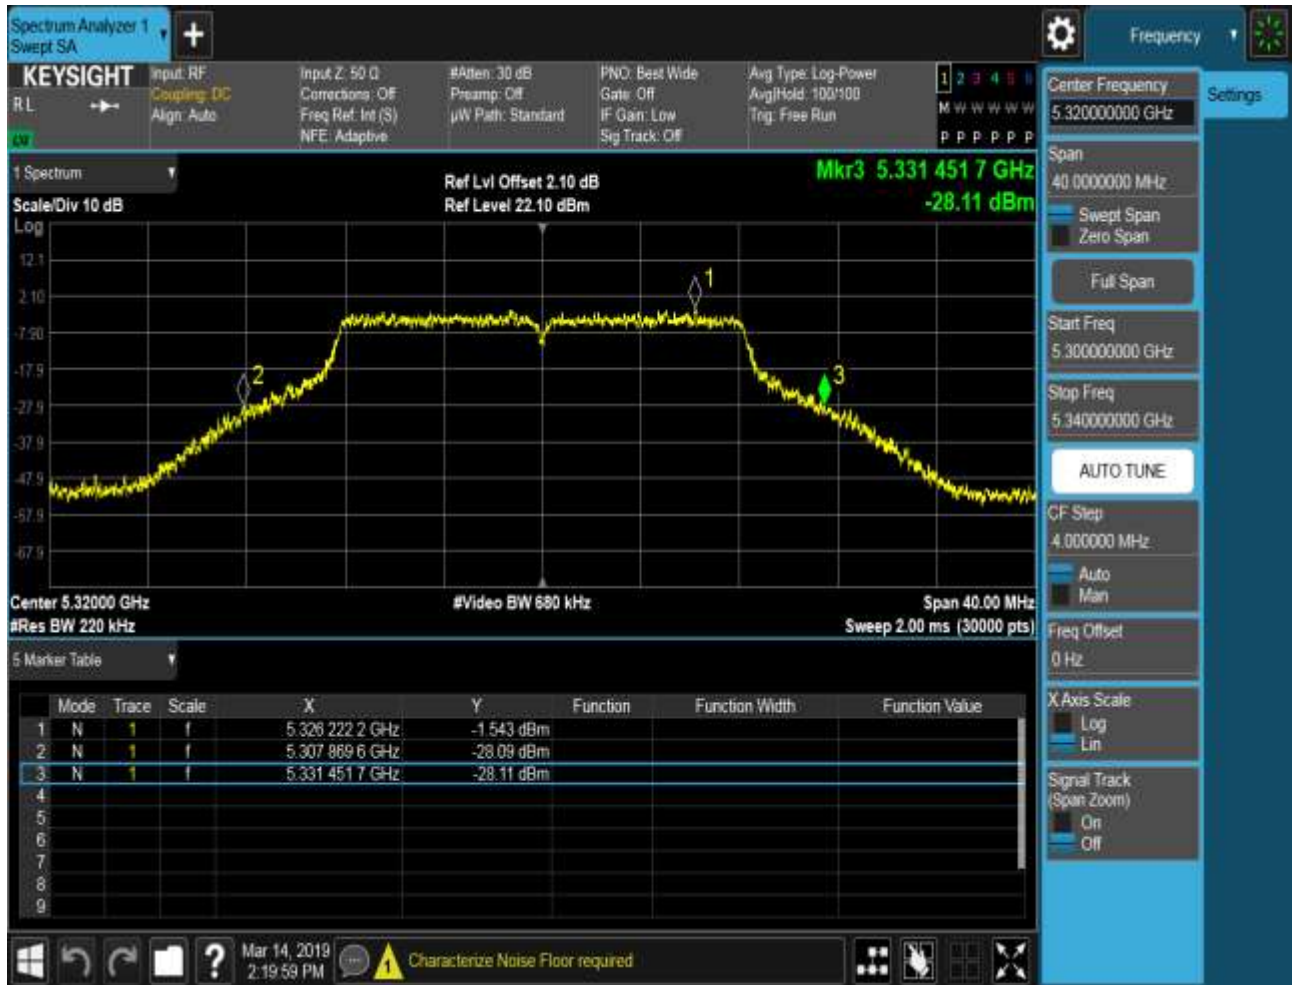 Spectrum Analyzer 1
Swept SA
+
Frequency
KEYSIGHT
RL
Input: RF
Coupling: DC
Align: Auto
Input Z: 50 Ω
Corrections: Off
Freq Ref: Int (S)
NFE: Adaptive
#Atten: 30 dB
Preamp: Off
µW Path: Standard
PNO: Best Wide
Gate: Off
IF Gain: Low
Sig Track: Off
Avg Type: Log-Power
Avg|Hold: 100/100
Trig: Free Run
1 2 3 4 5 6
M W W W W W
P P P P P P
1 Spectrum
Scale/Div 10 dB
Ref Lvl Offset 2.10 dB
Ref Level 22.10 dBm
Mkr3 5.331 451 7 GHz
-28.11 dBm
Log
12.1
2.10
-7.90
-17.9
-27.9
-37.9
-47.9
-57.9
-67.9
1
2
3
Center 5.32000 GHz
#Res BW 220 kHz
#Video BW 680 kHz
Span 40.00 MHz
Sweep 2.00 ms (30000 pts)
5 Marker Table
Mode Trace Scale X Y Function Function Width Function Value
1 N 1 f 5.326 222 2 GHz -1.543 dBm
2 N 1 f 5.307 869 6 GHz -28.09 dBm
3 N 1 f 5.331 451 7 GHz -28.11 dBm
4
5
6
7
8
9
?
Mar 14, 2019
2:19:59 PM
1
Characterize Noise Floor required
Center Frequency
5.320000000 GHz
Settings
Span
40.0000000 MHz
Swept Span
Zero Span
Full Span
Start Freq
5.300000000 GHz
Stop Freq
5.340000000 GHz
AUTO TUNE
CF Step
4.000000 MHz
Auto
Man
Freq Offset
0 Hz
X Axis Scale
Log
Lin
Signal Track
(Span Zoom)
On
Off